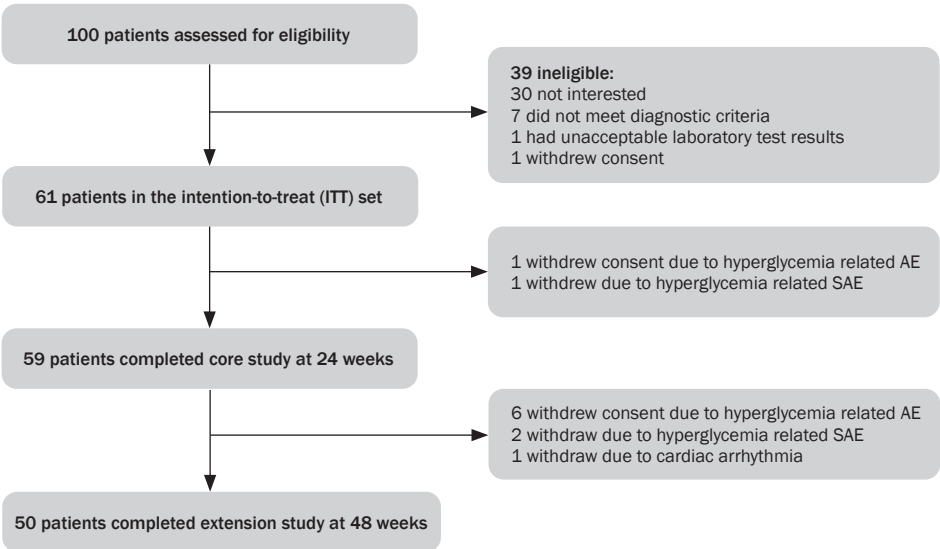 100 patients assessed for eligibility
39 ineligible:
30 not interested
7 did not meet diagnostic criteria
1 had unacceptable laboratory test results
1 withdrew consent
61 patients in the intention-to-treat (ITT) set
1 withdrew consent due to hyperglycemia related AE
1 withdrew due to hyperglycemia related SAE
59 patients completed core study at 24 weeks
6 withdrew consent due to hyperglycemia related AE
2 withdraw due to hyperglycemia related SAE
1 withdraw due to cardiac arrhythmia
50 patients completed extension study at 48 weeks